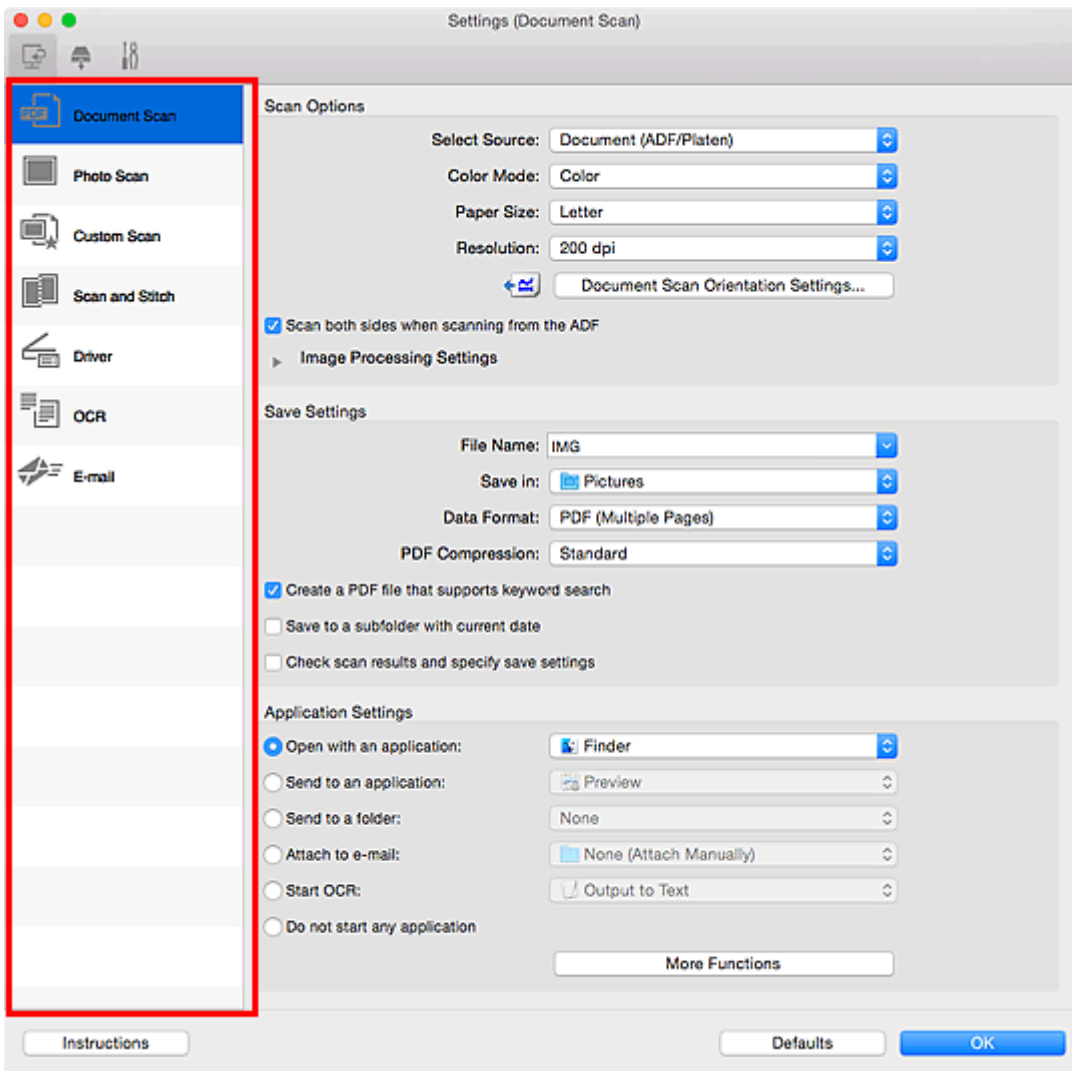 Settings (Document Scan)
PDF
Document Scan
Photo Scan
Custom Scan
Scan and Stitch
Driver
OCR
E-mail
Scan Options
Select Source: Document (ADF/Platen)
Color Mode: Color
Paper Size: Letter
Resolution: 200 dpi
R Document Scan Orientation Settings...
Scan both sides when scanning from the ADF
Image Processing Settings
Save Settings
File Name: IMG
Save in: Pictures
Data Format: PDF (Multiple Pages)
PDF Compression: Standard
Create a PDF file that supports keyword search
Save to a subfolder with current date
Check scan results and specify save settings
Application Settings
Open with an application: Finder
Send to an application: Preview
Send to a folder: None
Attach to e-mail: None (Attach Manually)
Start OCR: Output to Text
Do not start any application
More Functions
Instructions
Defaults
OK